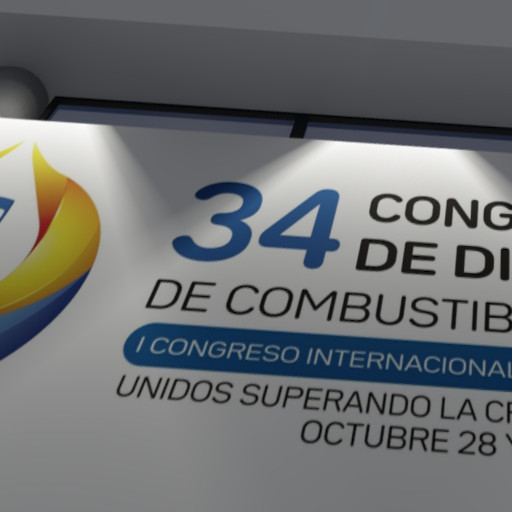 34 CONG
DE DI
DE COMBUSTIB
I CONGRESO INTERNACIONAL
UNIDOS SUPERANDO LA CR
OCTUBRE 28 Y